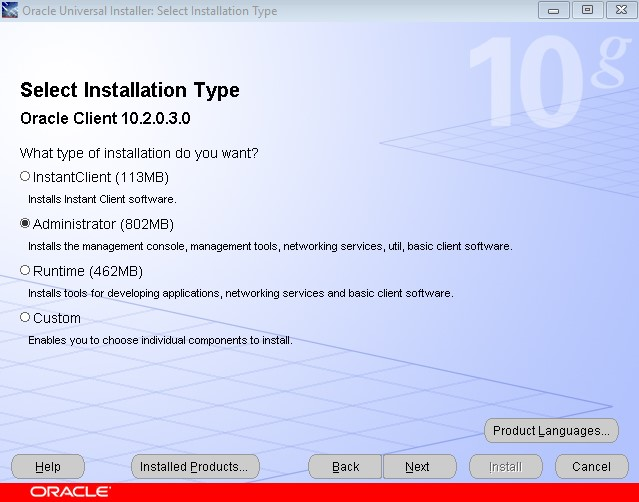 Oracle Universal Installer: Select Installation Type
10g
Select Installation Type
Oracle Client 10.2.0.3.0
What type of installation do you want?
InstantClient (113MB)
Installs Instant Client software.
Administrator (802MB)
Installs the management console, management tools, networking services, util, basic client software.
Runtime (462MB)
Installs tools for developing applications, networking services and basic client software.
Custom
Enables you to choose individual components to install.
Product Languages...
Help Installed Products... Back Next Install Cancel
ORACLE